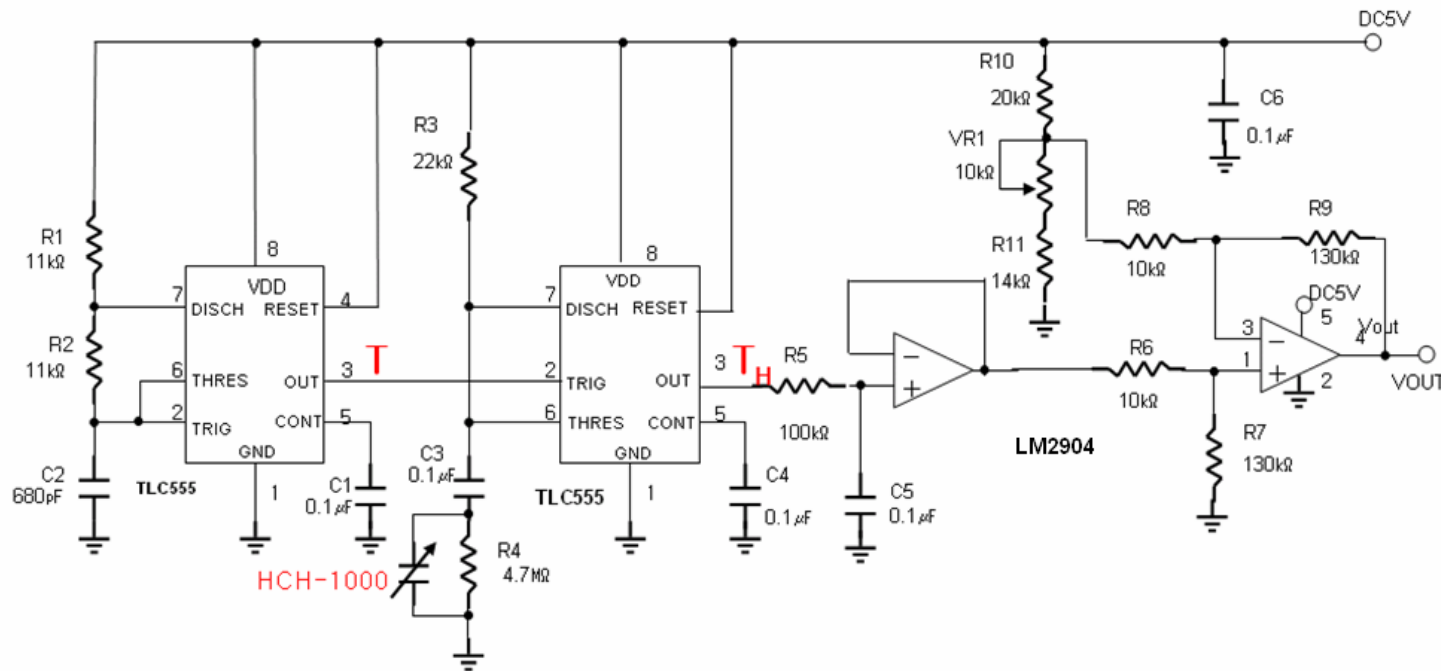 DC5V
R10
20kΩ
C6
0.1㎌
R3
22kΩ
VR1
10kΩ
R1
11kΩ
R8
10kΩ
R9
130kΩ
R11
14kΩ
8
VDD
7
DISCH
RESET
4
8
VDD
7
DISCH
RESET
DC5V
5
R2
11kΩ
6
THRES
OUT
3
T
2
TRIG
OUT
3
TH
R5
100kΩ
R6
10kΩ
3
1
4
Vout
2
VOUT
2
TRIG
CONT
5
6
THRES
CONT
5
GND
1
GND
1
C2
680pF
TLC555
C1
0.1㎌
C3
0.1㎌
TLC555
C4
0.1㎌
C5
0.1㎌
LM2904
R7
130kΩ
HCH-1000
R4
4.7MΩ